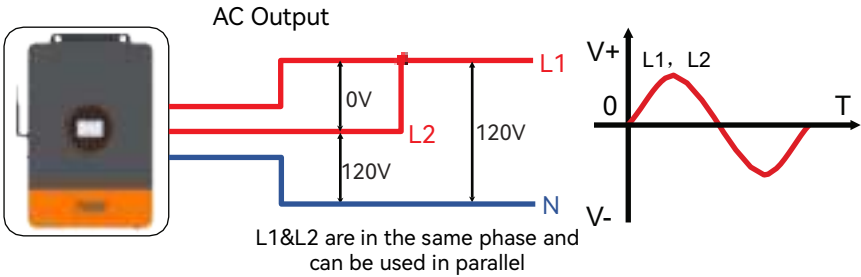 AC Output
L1
0V
L2
120V
120V
N
L1&L2 are in the same phase and
can be used in parallel
V+
L1, L2
0
T
V-